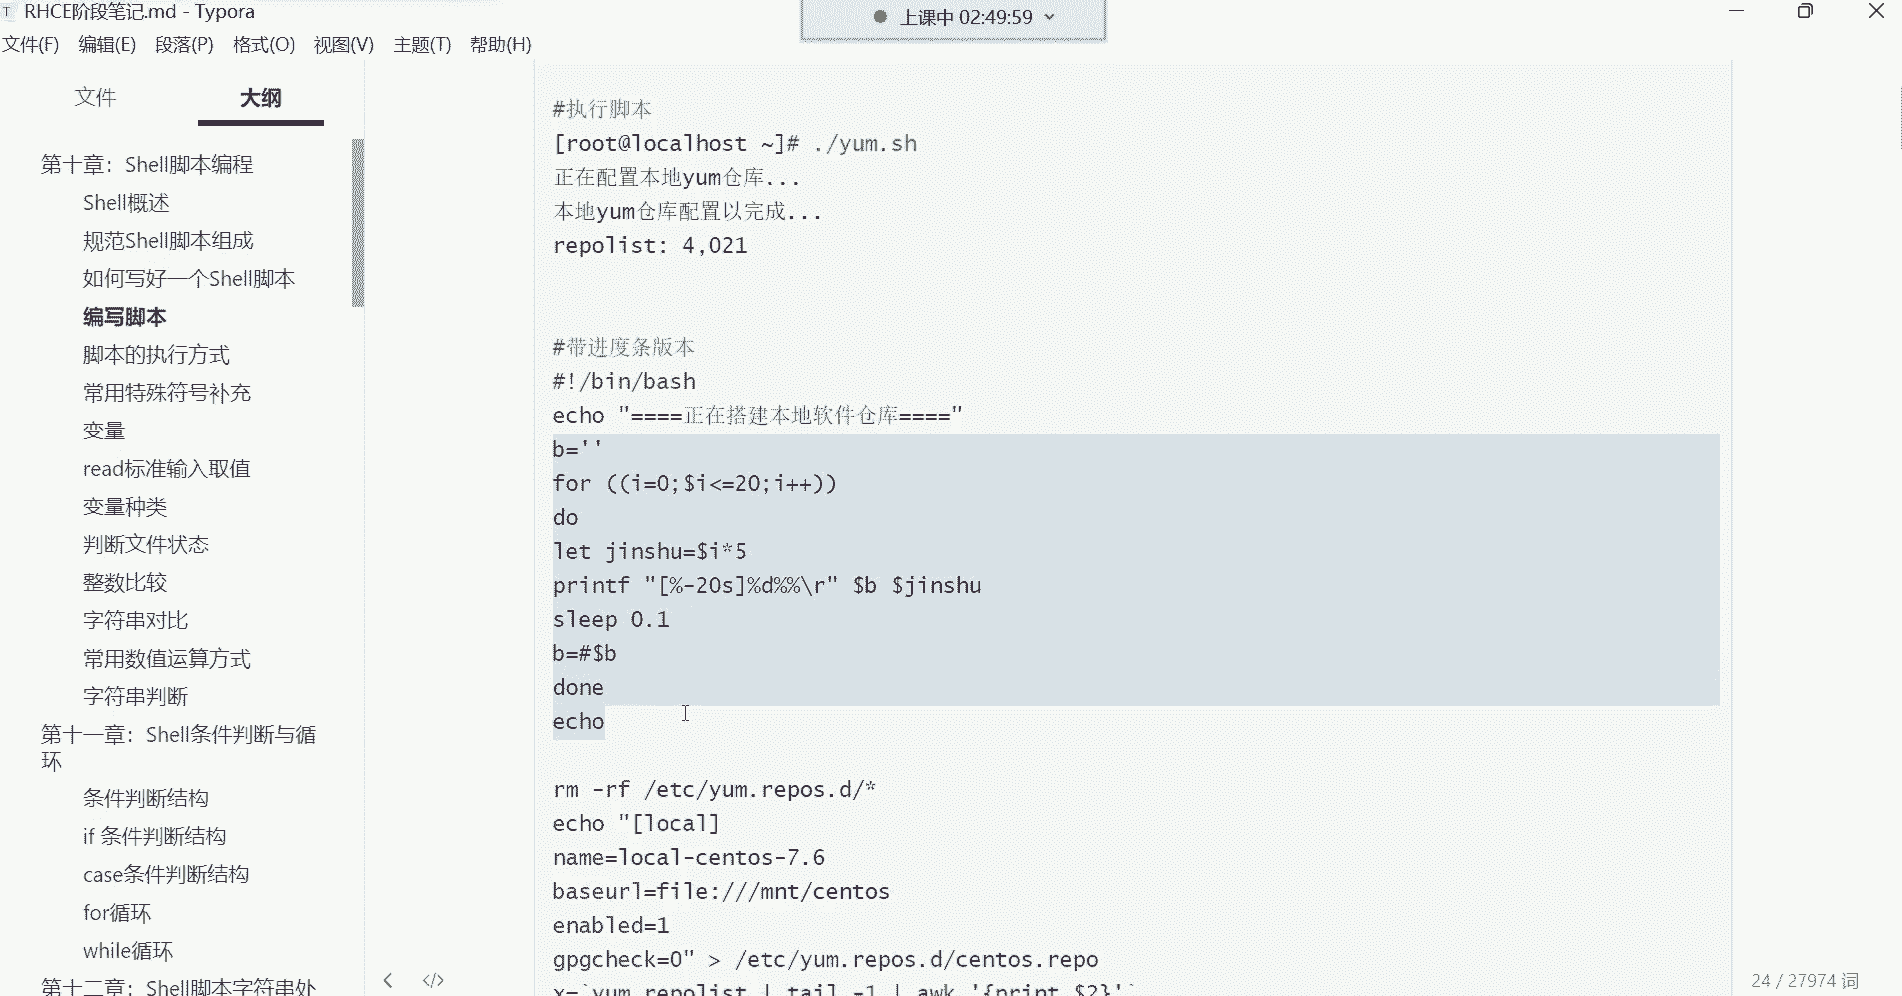 RHCE阶段笔记.md - Typora
上课中 02:49:59
文件(F) 编辑(E) 段落(P) 格式(O) 视图(V) 主题(T) 帮助(H)
文件 大纲
第十章：Shell脚本编程
Shell概述
规范Shell脚本组成
如何写好一个Shell脚本
编写脚本
脚本的执行方式
常用特殊符号补充
变量
read标准输入取值
变量种类
判断文件状态
整数比较
字符串对比
常用数值运算方式
字符串判断
第十一章：Shell条件判断与循
环
条件判断结构
if 条件判断结构
case条件判断结构
for循环
while循环
第十二章：Shell脚本字符串处
#执行脚本
[root@localhost ~]# ./yum.sh
正在配置本地yum仓库...
本地yum仓库配置以完成...
repolist: 4,021
#带进度条版本
#!/bin/bash
echo "====正在搭建本地软件仓库===="
b=''
for ((i=0;$i<=20;i++))
do
let jinshu=$i*5
printf "[%-20s]%d%%\r" $b $jinshu
sleep 0.1
b=#$b
done
echo
rm -rf /etc/yum.repos.d/*
echo "[local]
name=local-centos-7.6
baseurl=file:///mnt/centos
enabled=1
gpgcheck=0" > /etc/yum.repos.d/centos.repo
x=`yum repolist | tail -1 | awk '{print $2}'`
24 / 27974 词